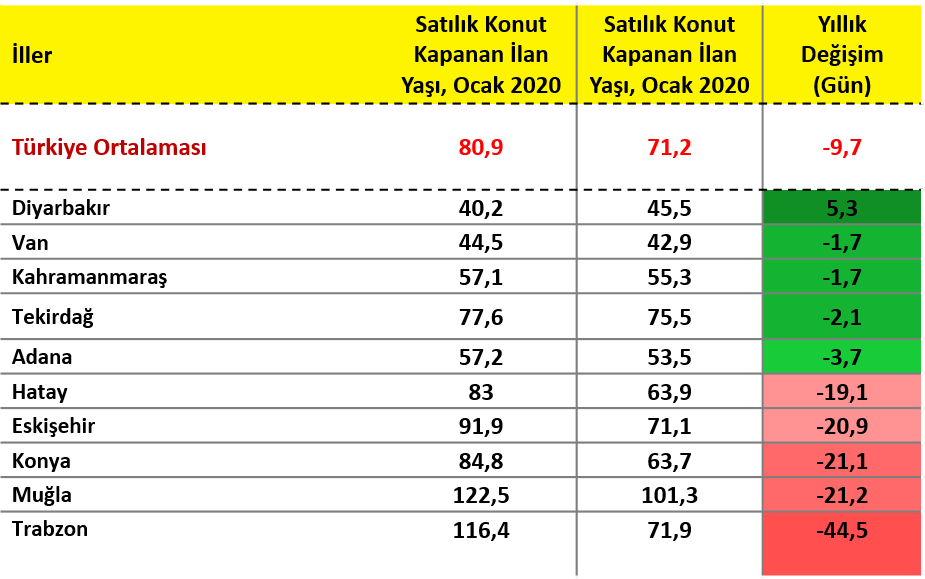 İller Satılık Konut Kapanan İlan Yaşı, Ocak 2020 Satılık Konut Kapanan İlan Yaşı, Ocak 2020 Yıllık Değişim (Gün)
Türkiye Ortalaması 80,9 71,2 -9,7
Diyarbakır 40,2 45,5 5,3
Van 44,5 42,9 -1,7
Kahramanmaraş 57,1 55,3 -1,7
Tekirdağ 77,6 75,5 -2,1
Adana 57,2 53,5 -3,7
Hatay 83 63,9 -19,1
Eskişehir 91,9 71,1 -20,9
Konya 84,8 63,7 -21,1
Muğla 122,5 101,3 -21,2
Trabzon 116,4 71,9 -44,5